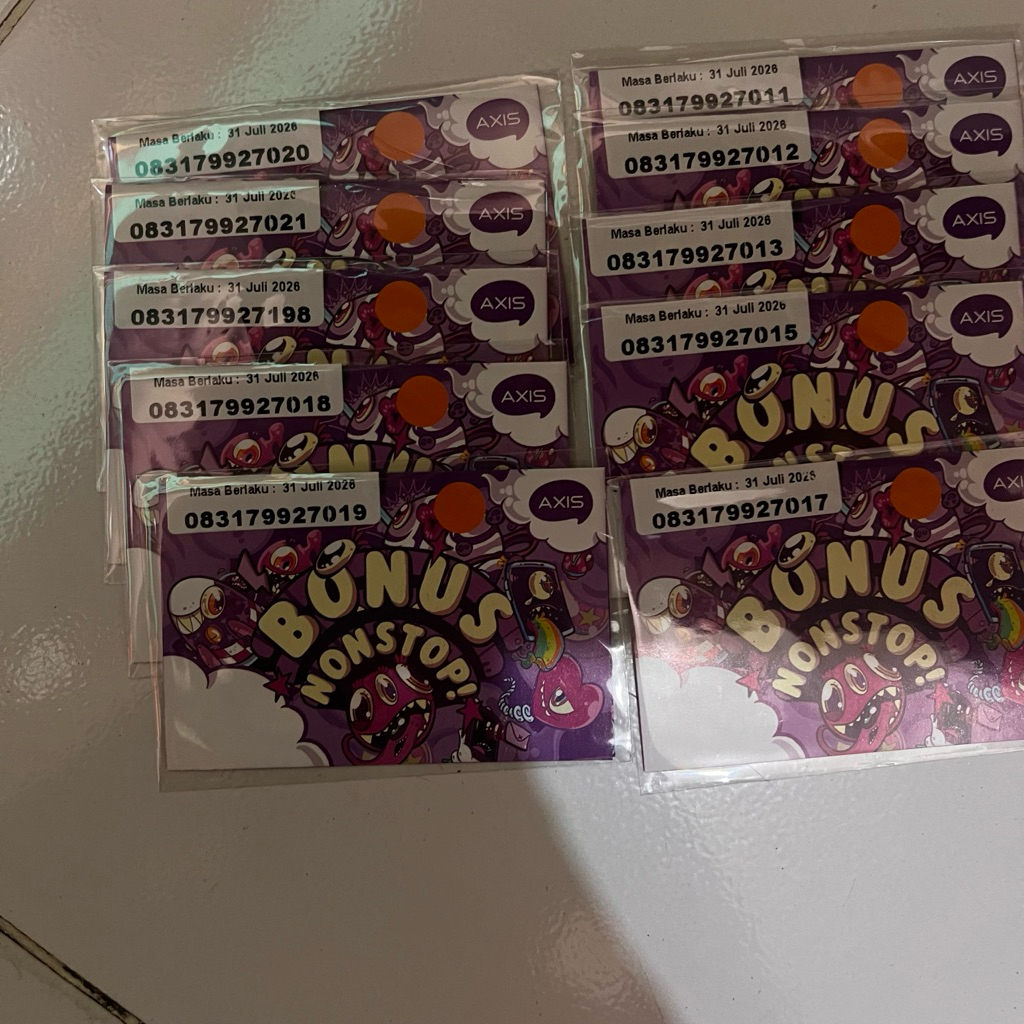 Masa Berlaku : 31 Juli 2026
083179927020
AXIS
Masa Berlaku : 31 Juli 2026
083179927021
AXIS
Masa Berlaku : 31 Juli 2026
083179927198
AXIS
Masa Berlaku : 31 Juli 2026
083179927018
AXIS
Masa Berlaku : 31 Juli 2026
083179927019
AXIS
BONUS
NONSTOP!
Masa Berlaku : 31 Juli 2026
083179927011
AXIS
Masa Berlaku : 31 Juli 2026
083179927012
AXIS
Masa Berlaku : 31 Juli 2026
083179927013
AXIS
Masa Berlaku : 31 Juli 2026
083179927015
AXIS
BONUS
Masa Berlaku : 31 Juli 2026
083179927017
AXI
BONUS
NONSTOP!